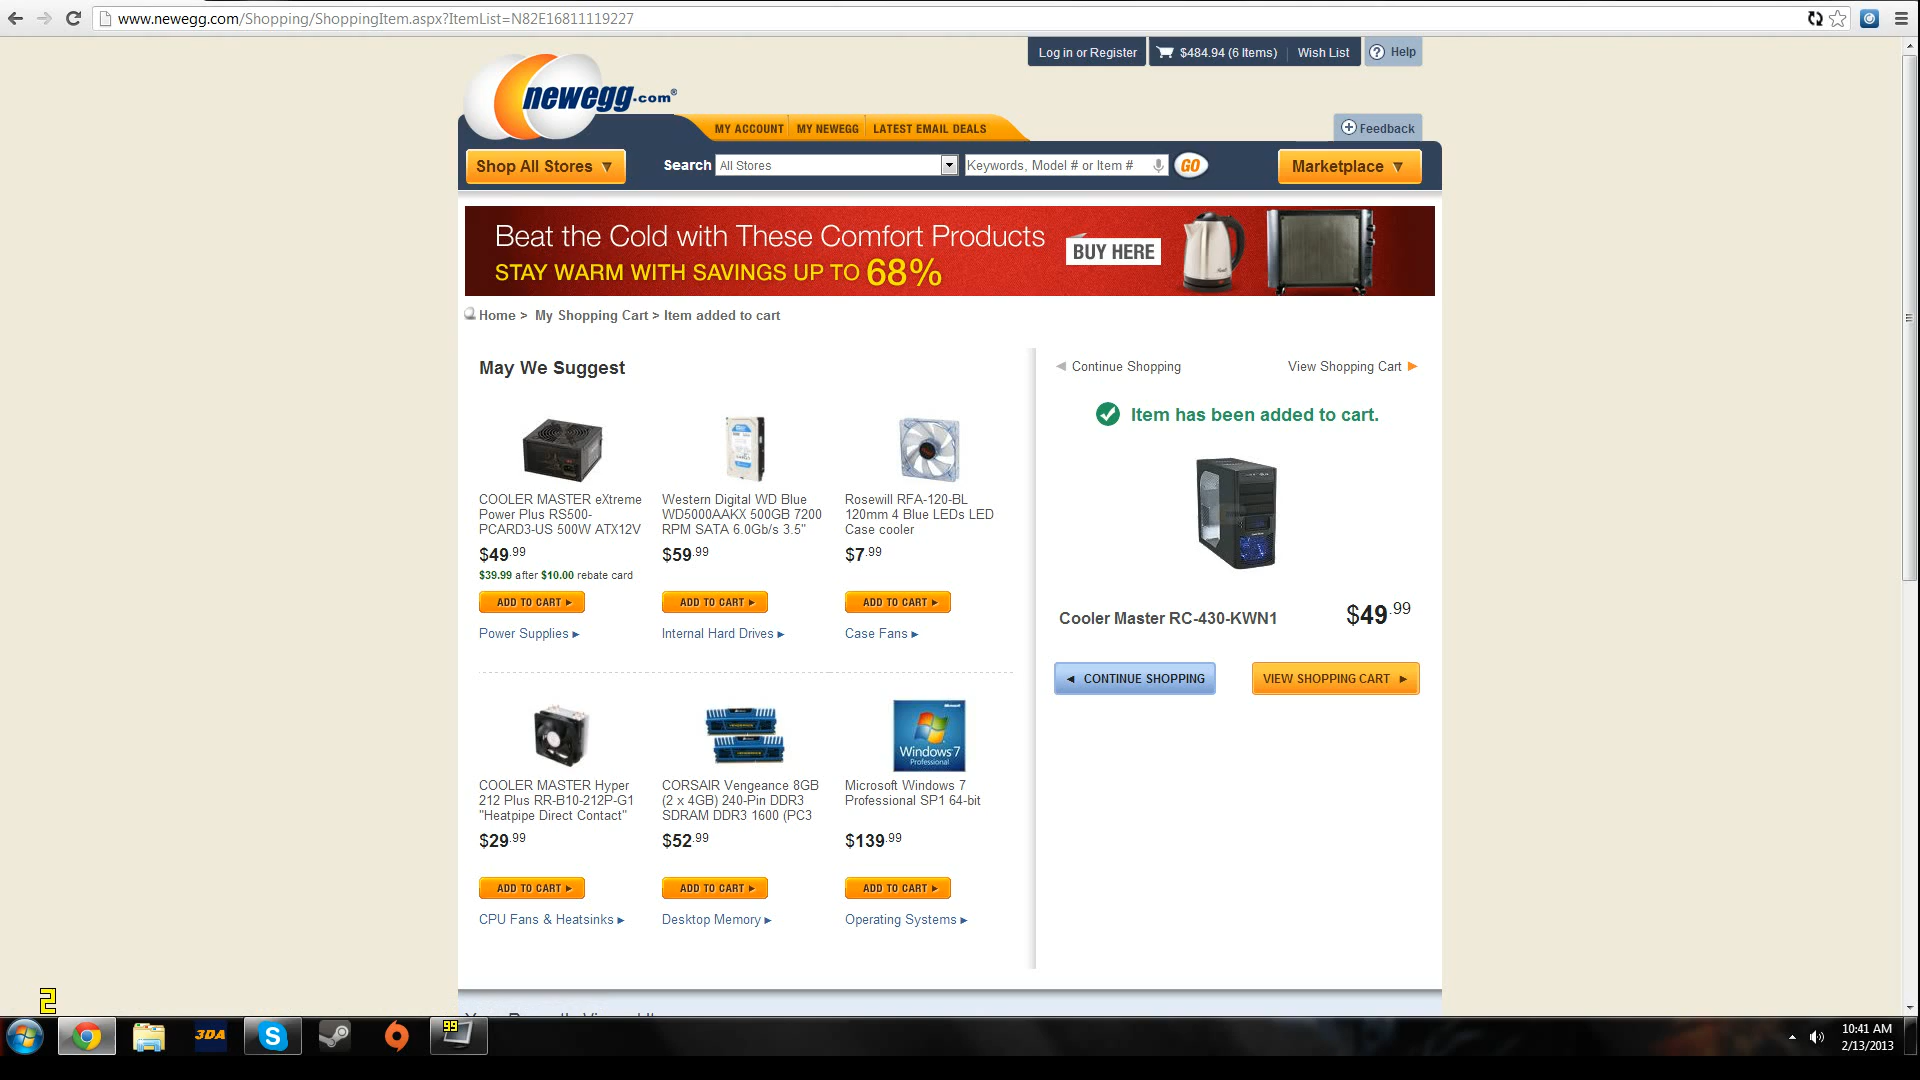 www.newegg.com/Shopping/ShoppingItem.aspx?ItemList=N82E16811119227
Log in or Register
$484.94 (6 Items)
Wish List
Help
newegg.com®
MY ACCOUNT
MY NEWEGG
LATEST EMAIL DEALS
Feedback
Shop All Stores
Search
All Stores
Keywords, Model # or Item #
GO
Marketplace
Beat the Cold with These Comfort Products
STAY WARM WITH SAVINGS UP TO 68%
BUY HERE
Home > My Shopping Cart > Item added to cart
May We Suggest
COOLER MASTER eXtreme
Power Plus RS500-
PCARD3-US 500W ATX12V
$49.99
$39.99 after $10.00 rebate card
ADD TO CART
Power Supplies
Western Digital WD Blue
WD5000AAKX 500GB 7200
RPM SATA 6.0Gb/s 3.5"
$59.99
ADD TO CART
Internal Hard Drives
Rosewill RFA-120-BL
120mm 4 Blue LEDs LED
Case cooler
$7.99
ADD TO CART
Case Fans
COOLER MASTER Hyper
212 Plus RR-B10-212P-G1
"Heatpipe Direct Contact"
$29.99
ADD TO CART
CPU Fans & Heatsinks
CORSAIR Vengeance 8GB
(2 x 4GB) 240-Pin DDR3
SDRAM DDR3 1600 (PC3
$52.99
ADD TO CART
Desktop Memory
Windows 7
Professional
Microsoft Windows 7
Professional SP1 64-bit
$139.99
ADD TO CART
Operating Systems
Continue Shopping
View Shopping Cart
Item has been added to cart.
Cooler Master RC-430-KWN1
$49.99
CONTINUE SHOPPING
VIEW SHOPPING CART
2
3DA
99
10:41 AM
2/13/2013